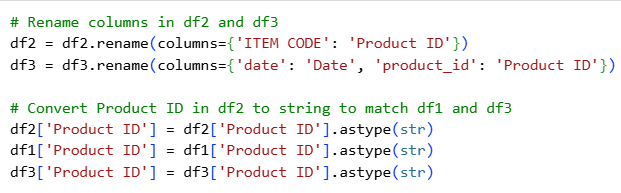 # Rename columns in df2 and df3
df2 = df2.rename(columns={'ITEM CODE': 'Product ID'})
df3 = df3.rename(columns={'date': 'Date', 'product_id': 'Product ID'})
# Convert Product ID in df2 to string to match df1 and df3
df2['Product ID'] = df2['Product ID'].astype(str)
df1['Product ID'] = df1['Product ID'].astype(str)
df3['Product ID'] = df3['Product ID'].astype(str)